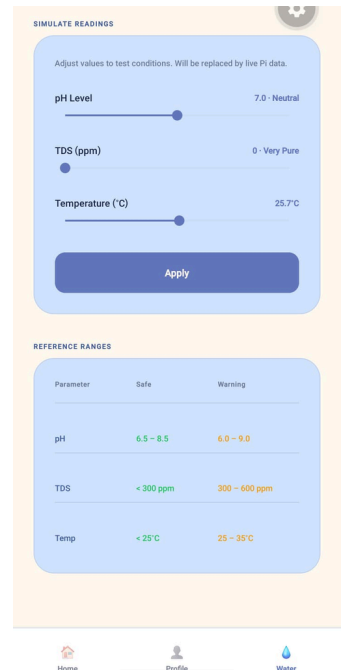 SIMULATE READINGS
Adjust values to test conditions. Will be replaced by live Pi data.
pH Level 7.0 · Neutral
TDS (ppm) 0 · Very Pure
Temperature (°C) 25.7°C
Apply
REFERENCE RANGES
Parameter Safe Warning
pH 6.5 – 8.5 6.0 – 9.0
TDS < 300 ppm 300 – 600 ppm
Temp < 25°C 25 – 35°C
Home Profile Water